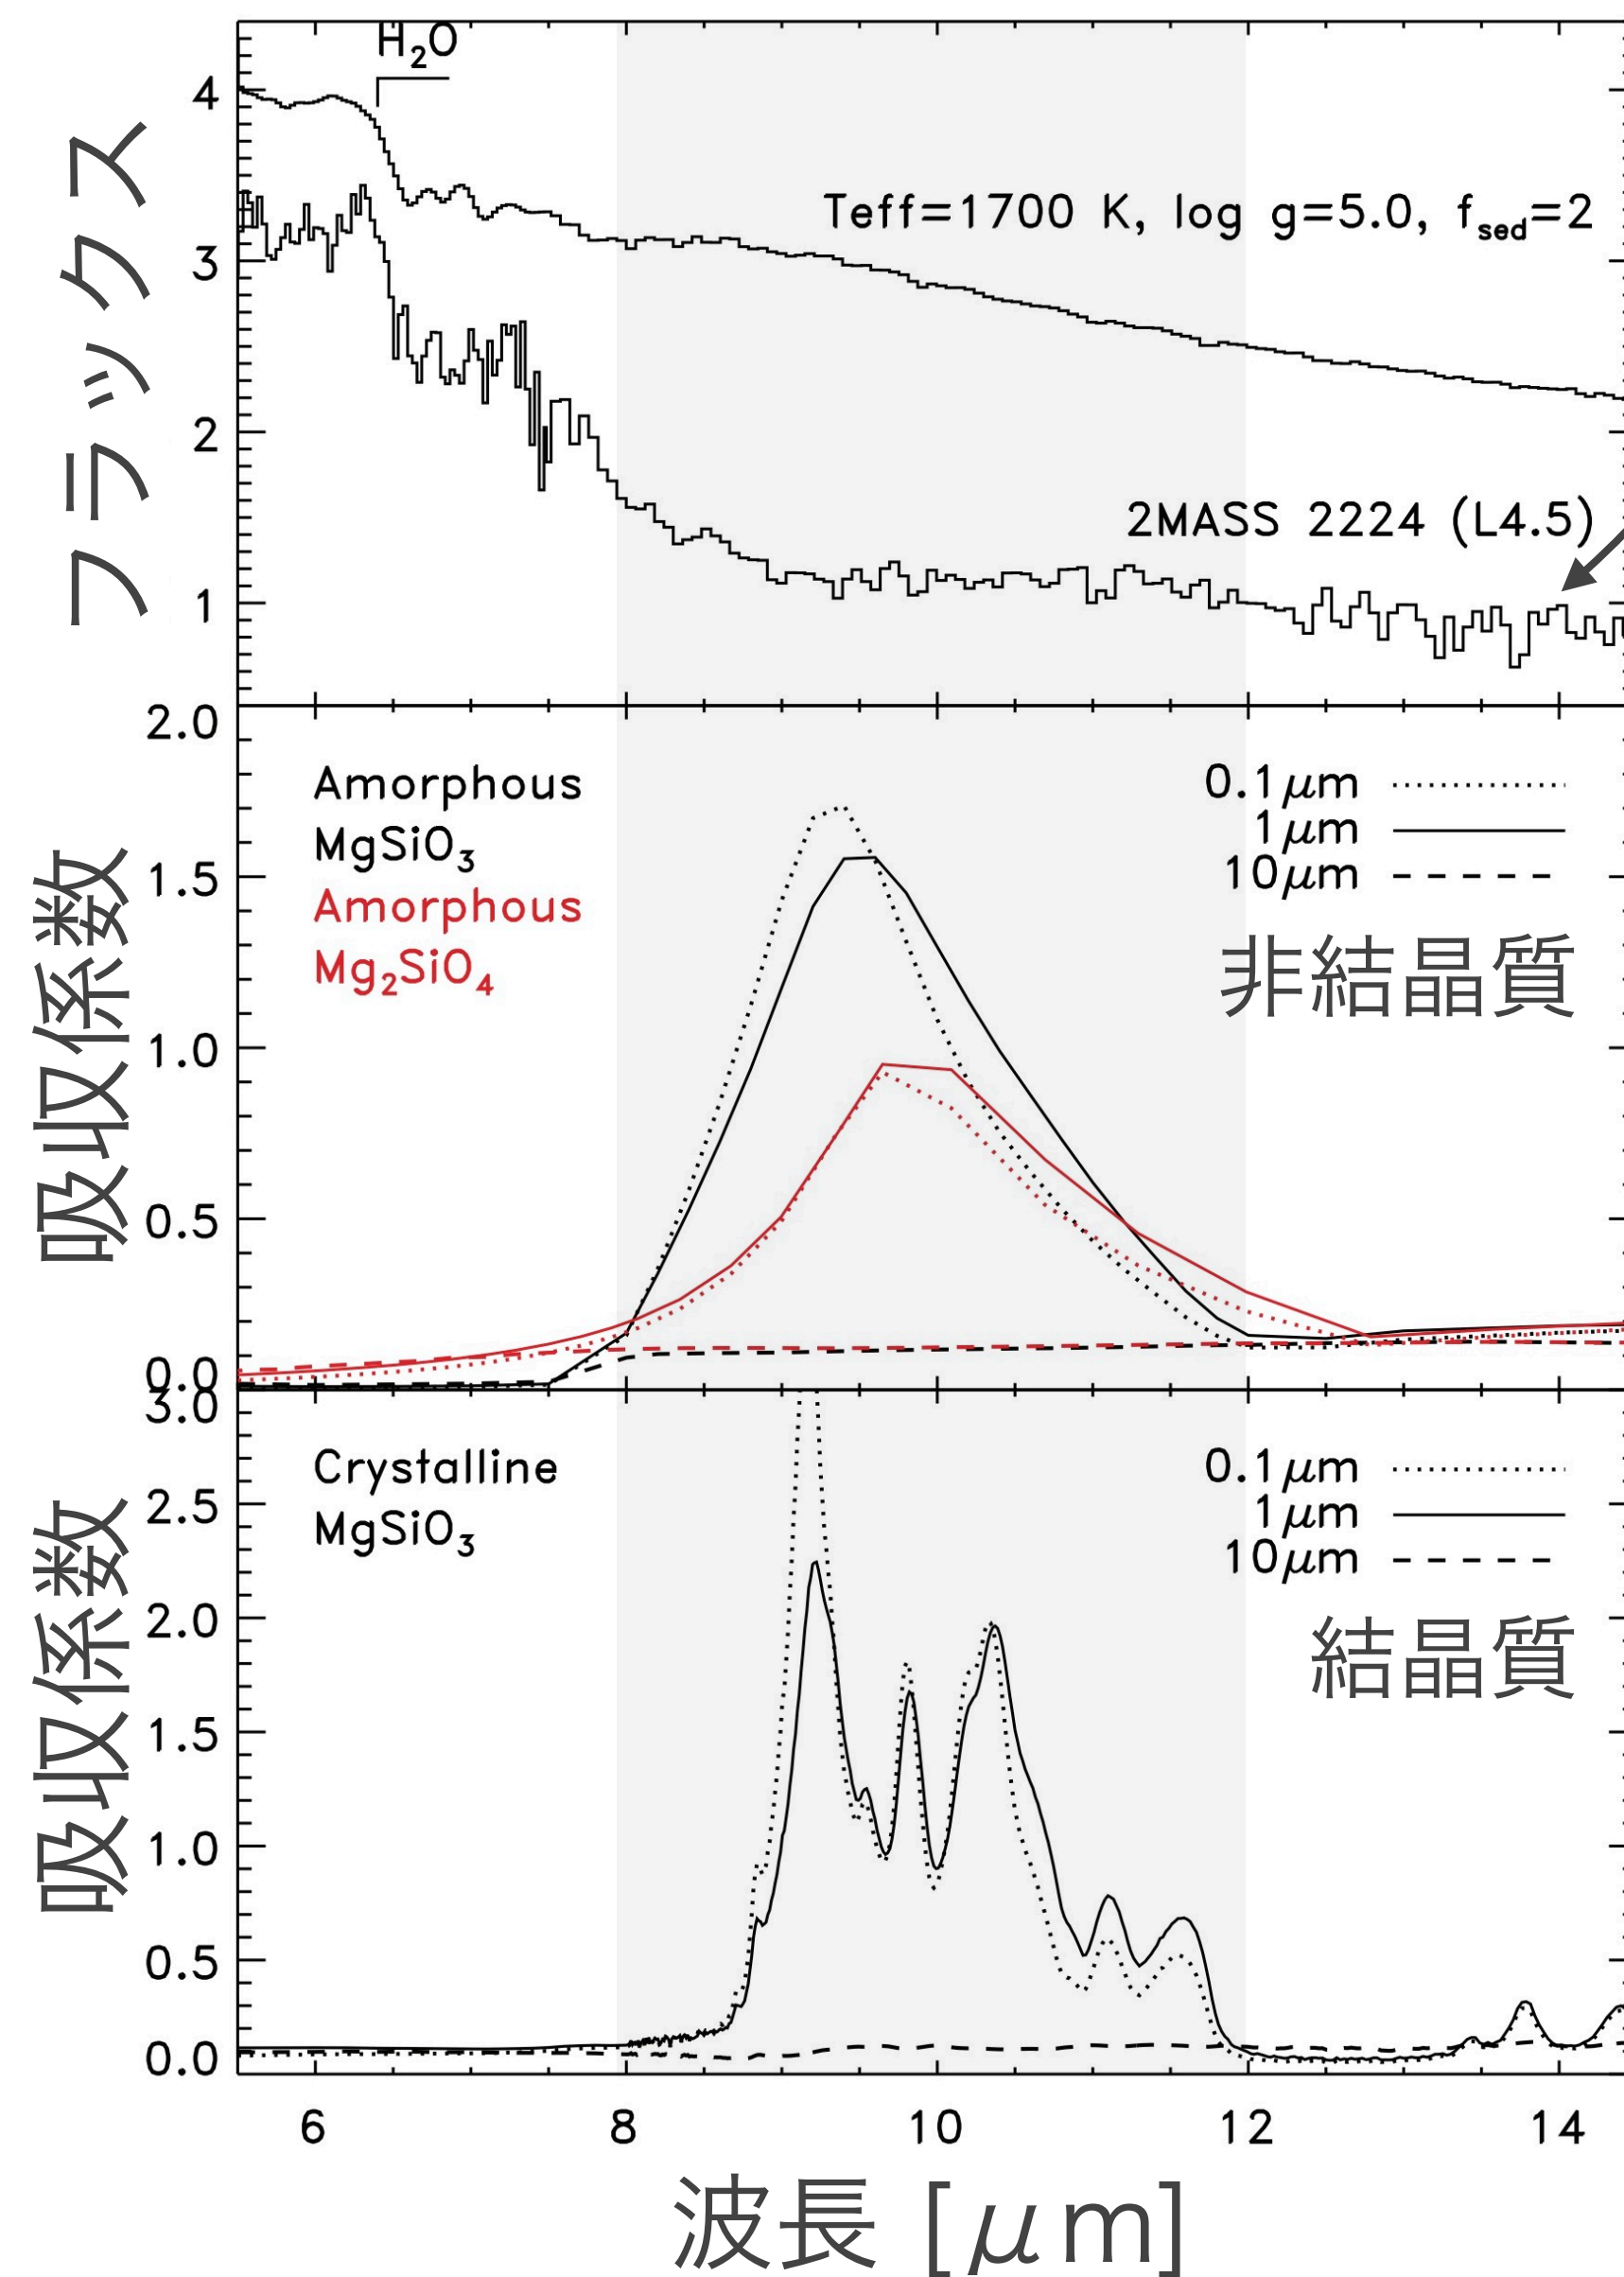 H₂O
4
3
2
1
フラックス
Teff=1700 K, log g=5.0, f_sed=2
2MASS 2224 (L4.5)
2.0
1.5
1.0
0.5
0.0
吸収係数
Amorphous
MgSiO₃
Amorphous
Mg₂SiO₄
0.1μm
1μm
10μm
非結晶質
3.0
2.5
2.0
1.5
1.0
0.5
0.0
吸収係数
Crystalline
MgSiO₃
0.1μm
1μm
10μm
結晶質
6 8 10 12 14
波長 [μm]